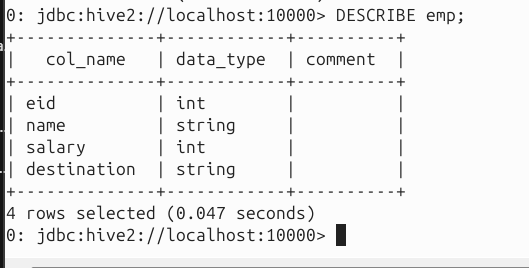 0: jdbc:hive2://localhost:10000> DESCRIBE emp;
+--------------+------------+----------+
|   col_name   | data_type  | comment  |
+--------------+------------+----------+
| eid          | int        |          |
| name         | string     |          |
| salary       | int        |          |
| destination  | string     |          |
+--------------+------------+----------+
4 rows selected (0.047 seconds)
0: jdbc:hive2://localhost:10000>